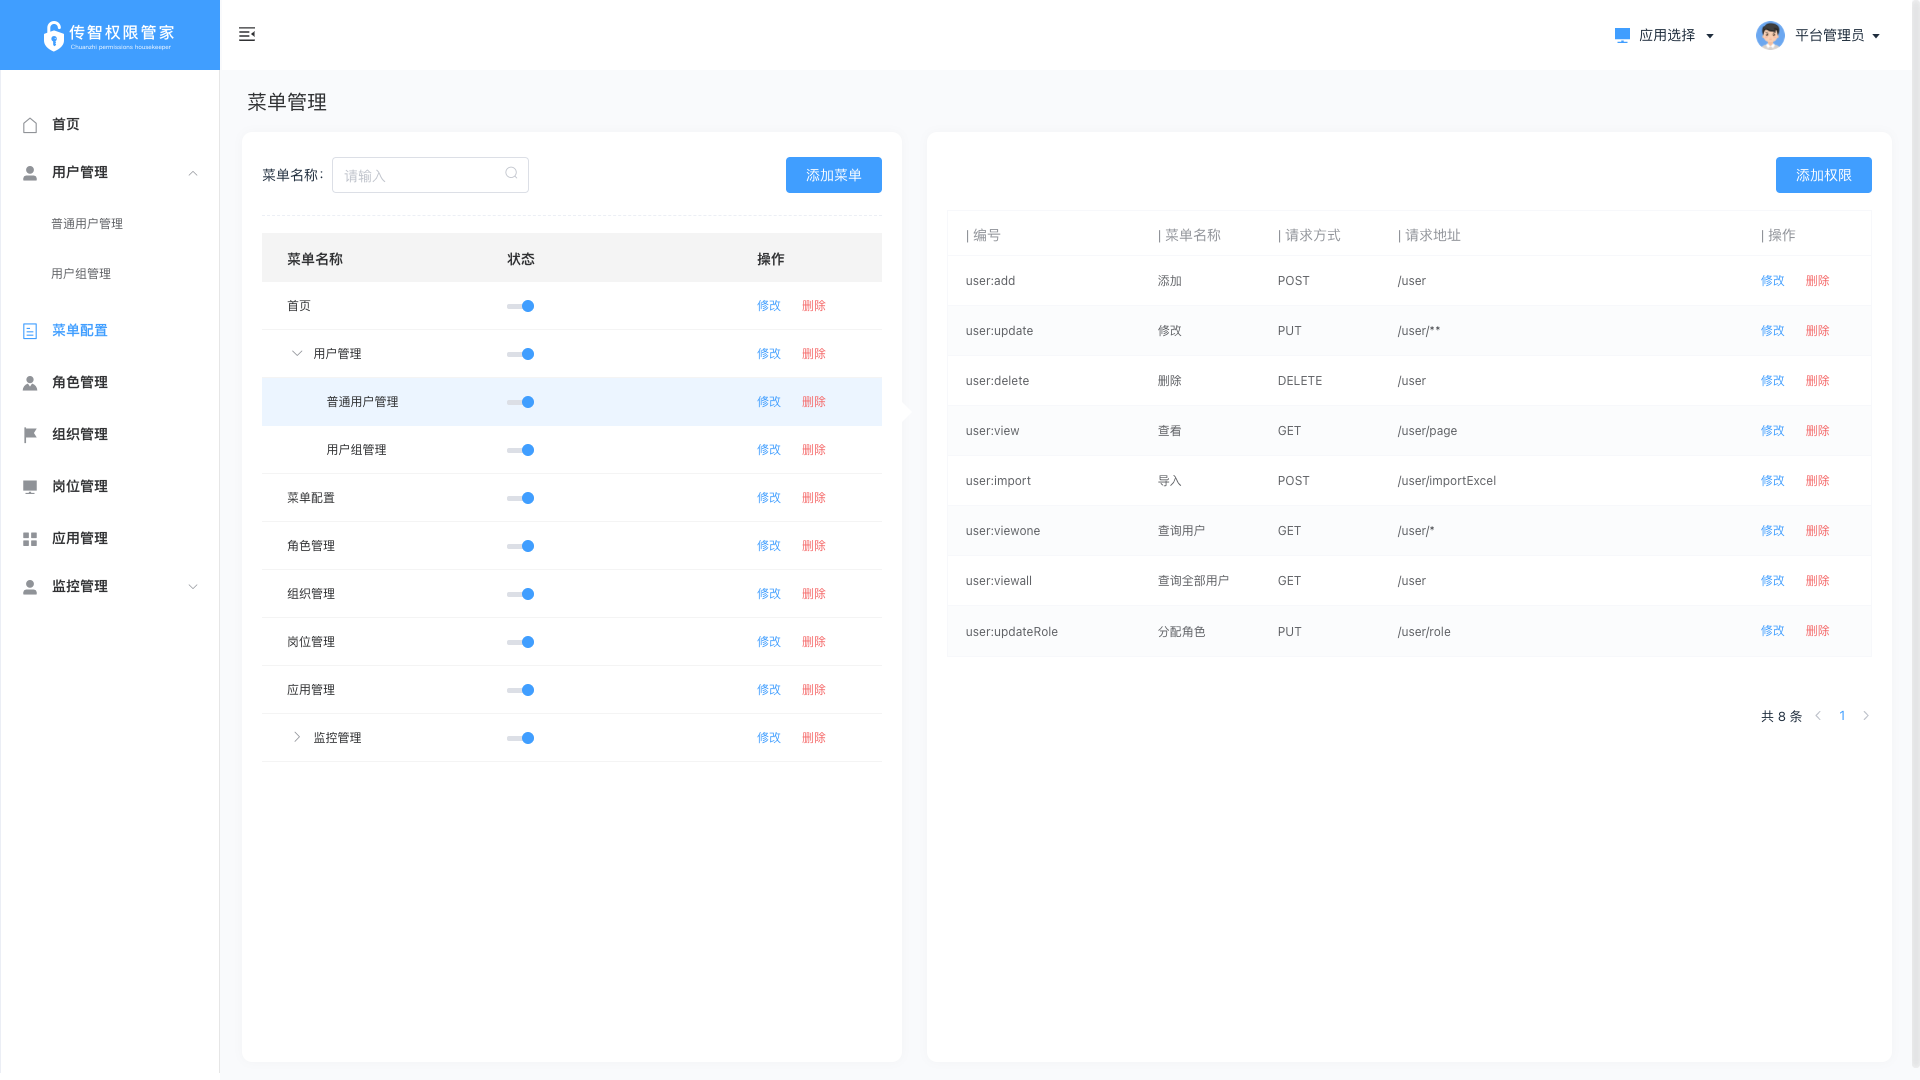 传智权限管家
Chuanzhi permissions housekeeper
应用选择
平台管理员
首页
用户管理
普通用户管理
用户组管理
菜单配置
角色管理
组织管理
岗位管理
应用管理
监控管理
菜单管理
菜单名称: 请输入 添加菜单
菜单名称 状态 操作
首页 修改 删除
用户管理 修改 删除
普通用户管理 修改 删除
用户组管理 修改 删除
菜单配置 修改 删除
角色管理 修改 删除
组织管理 修改 删除
岗位管理 修改 删除
应用管理 修改 删除
监控管理 修改 删除
添加权限
| 编号 | 菜单名称 | 请求方式 | 请求地址 | 操作
user:add 添加 POST /user 修改 删除
user:update 修改 PUT /user/** 修改 删除
user:delete 删除 DELETE /user 修改 删除
user:view 查看 GET /user/page 修改 删除
user:import 导入 POST /user/importExcel 修改 删除
user:viewone 查询用户 GET /user/* 修改 删除
user:viewall 查询全部用户 GET /user 修改 删除
user:updateRole 分配角色 PUT /user/role 修改 删除
共 8 条 1